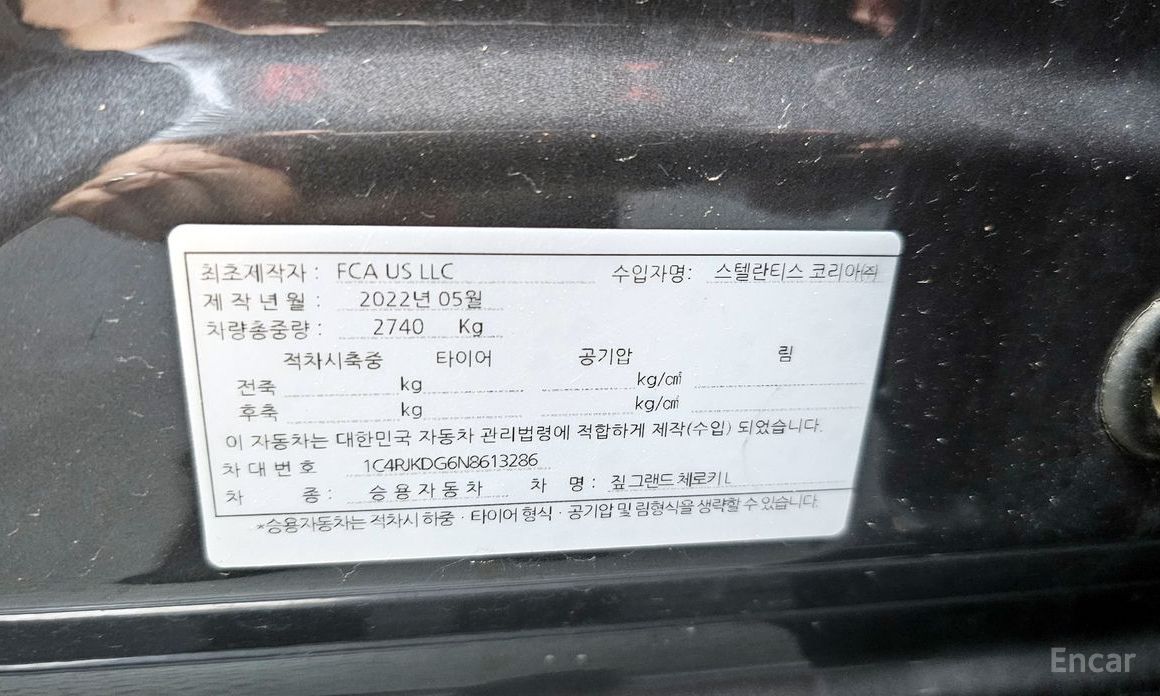 최초제작자 : FCA US LLC 수입자명: 스텔란티스 코리아㈜
제작년월 : 2022년 05월
차량총중량 : 2740 Kg
적차시축중 타이어 공기압 림
전축 kg kg/㎠
후축 kg kg/㎠
이 자동차는 대한민국 자동차 관리법령에 적합하게 제작(수입) 되었습니다.
차대번호 1C4RJKDG6N8613286
차 종 : 승용자동차 차 명 : 짚 그랜드 체로키 L
*승용자동차는 적차시 하중 · 타이어 형식 · 공기압 및 림형식을 생략할 수 있습니다.
Encar